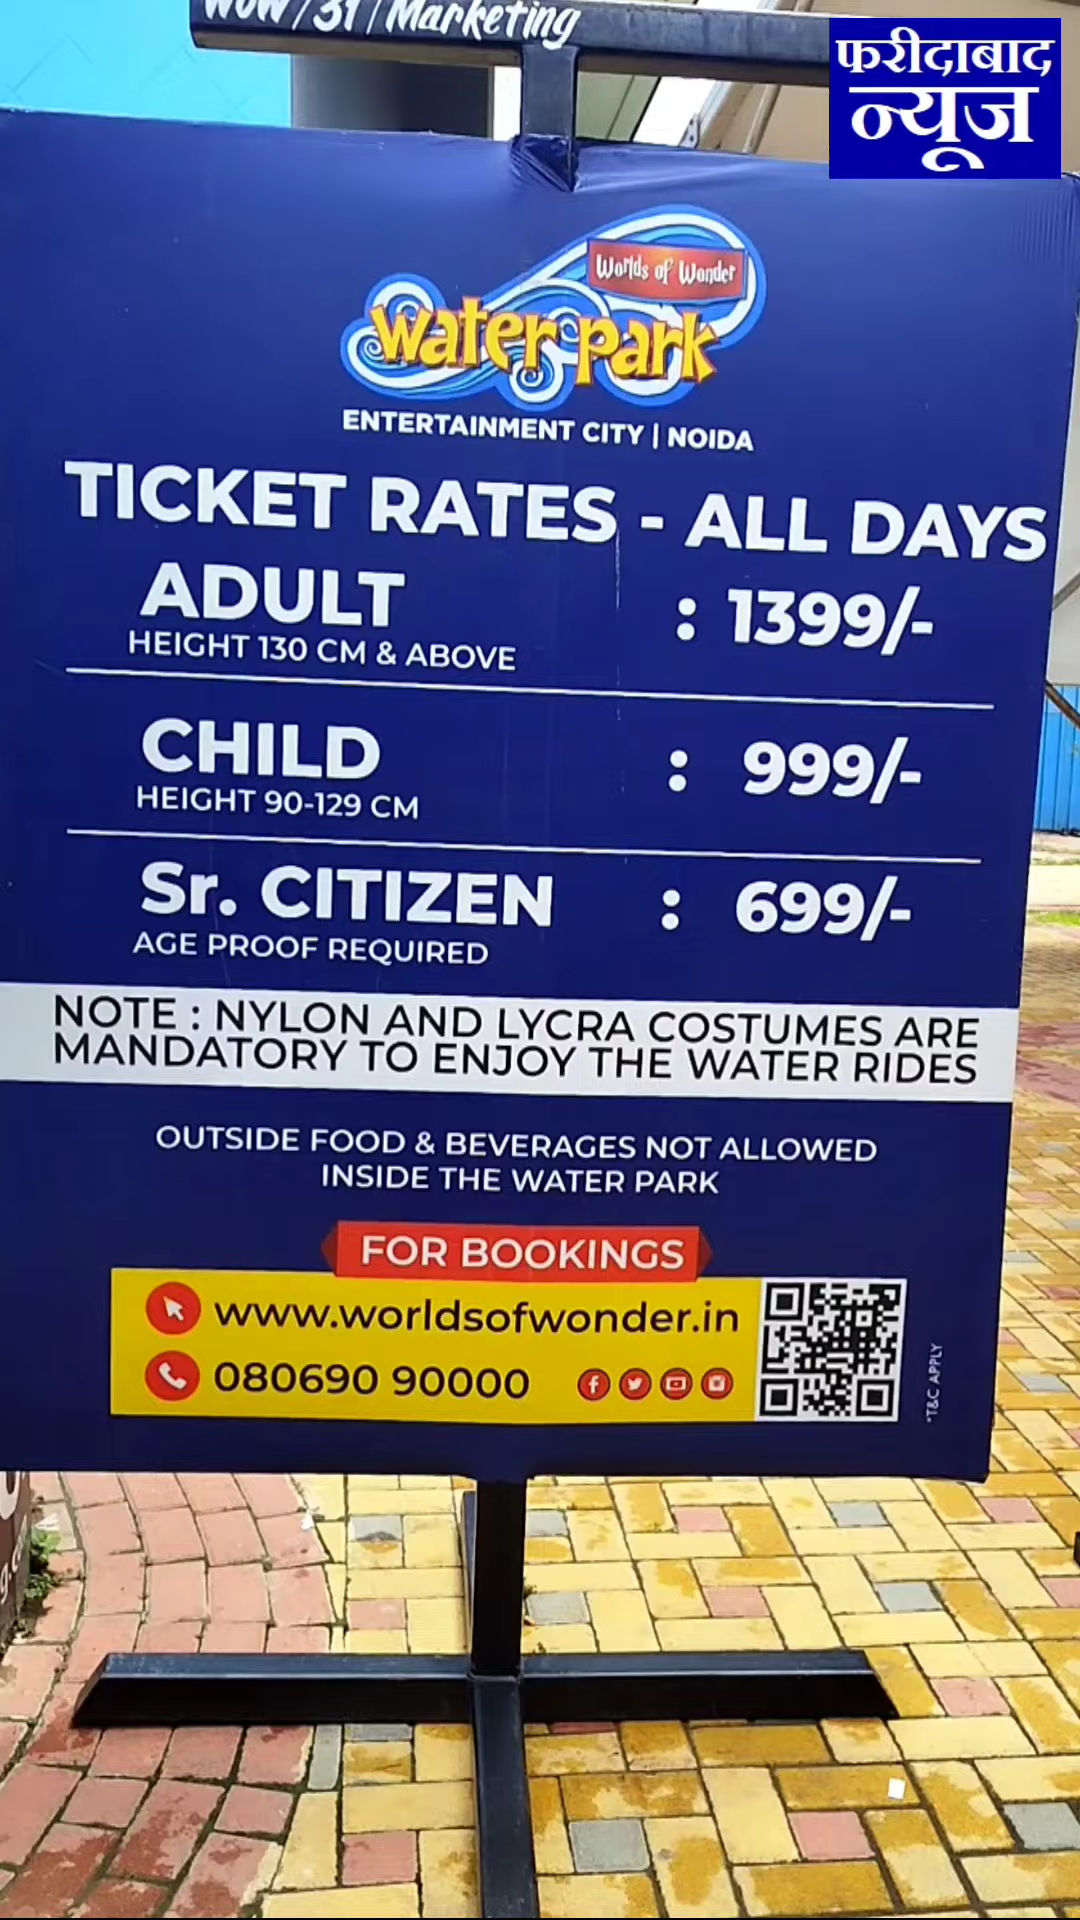 WOW/31/Marketing
फरीदाबाद
न्यूज
Worlds of Wonder
water park
ENTERTAINMENT CITY | NOIDA
TICKET RATES - ALL DAYS
ADULT : 1399/-
HEIGHT 130 CM & ABOVE
CHILD : 999/-
HEIGHT 90-129 CM
Sr. CITIZEN : 699/-
AGE PROOF REQUIRED
NOTE : NYLON AND LYCRA COSTUMES ARE
MANDATORY TO ENJOY THE WATER RIDES
OUTSIDE FOOD & BEVERAGES NOT ALLOWED
INSIDE THE WATER PARK
FOR BOOKINGS
www.worldsofwonder.in
080690 90000
*T&C APPLY